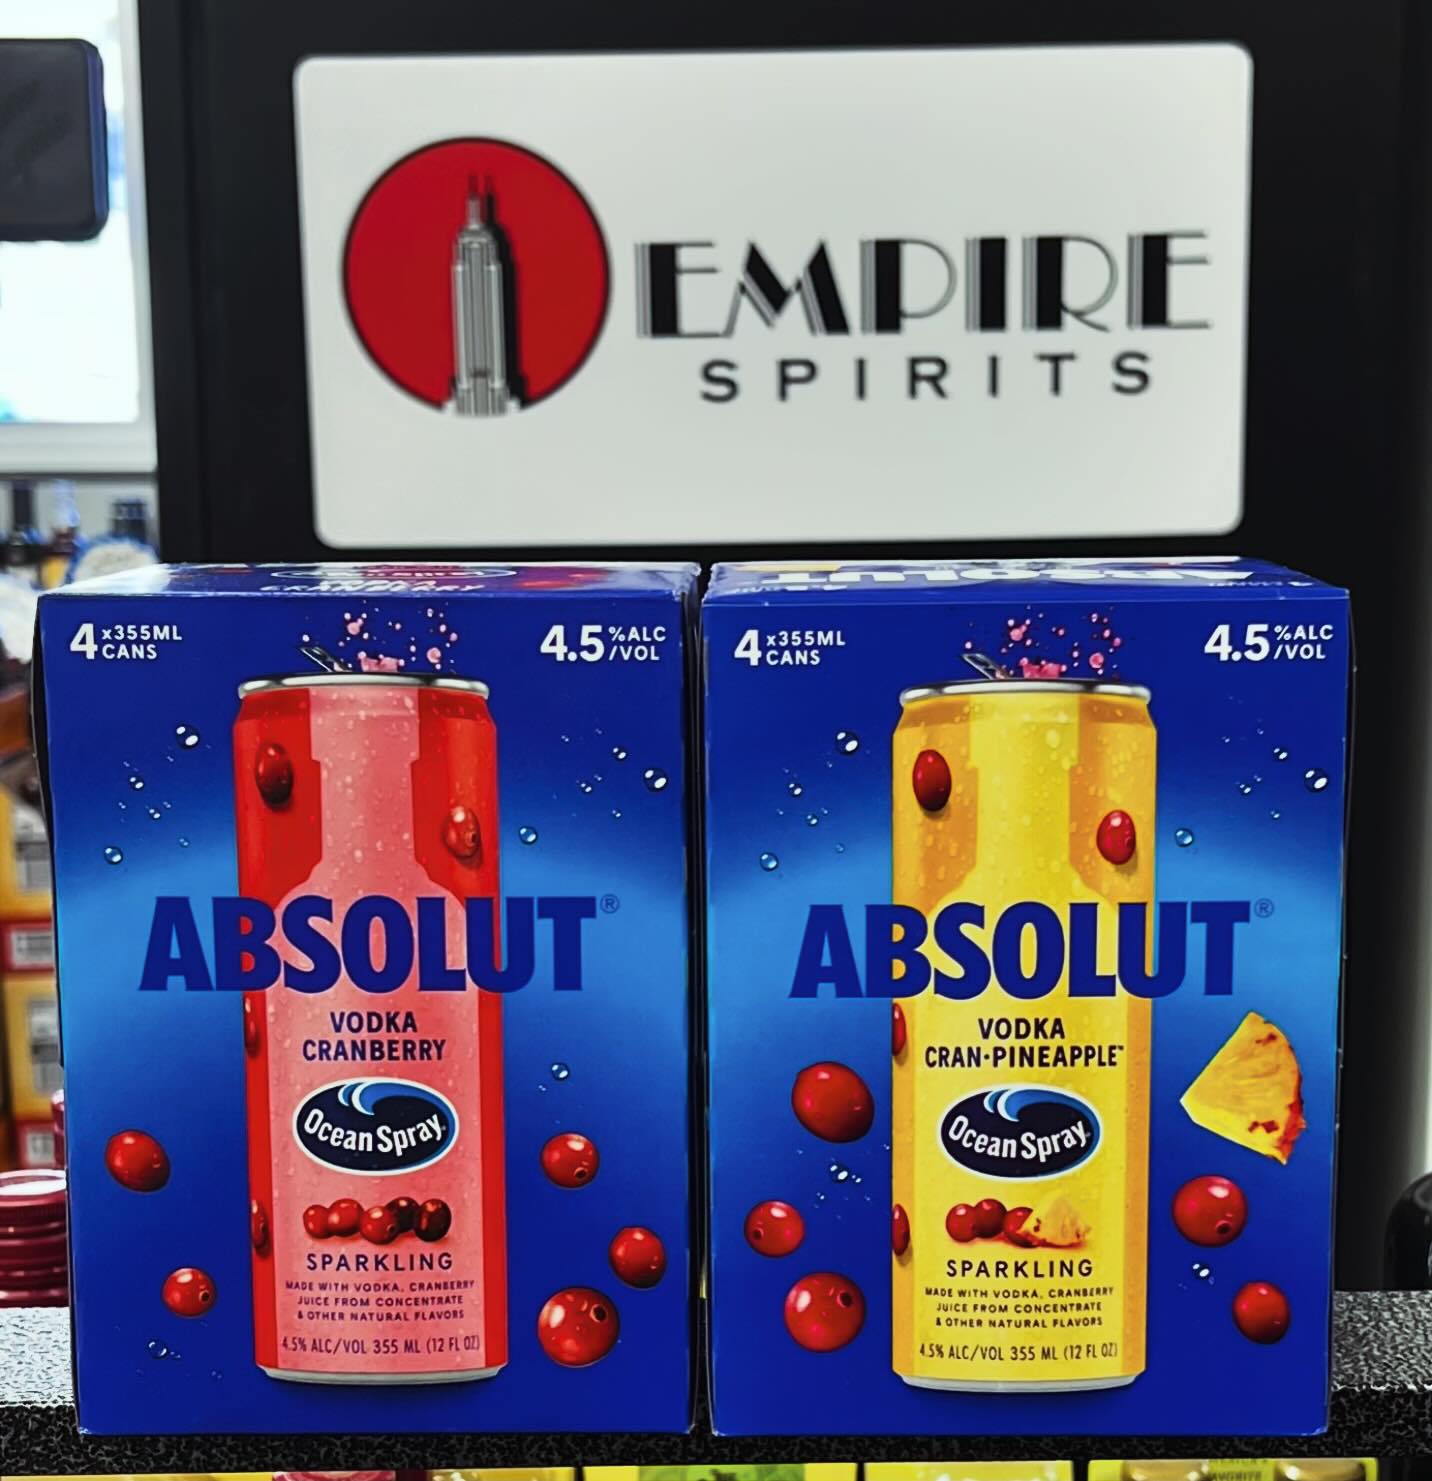 EMPIRE
SPIRITS
ABSOLUT
4 x355ML CANS
4.5 %ALC /VOL
ABSOLUT®
VODKA
CRANBERRY
Ocean Spray
SPARKLING
MADE WITH VODKA, CRANBERRY
JUICE FROM CONCENTRATE
& OTHER NATURAL FLAVORS
4.5% ALC/VOL 355 ML (12 FL OZ)
4 x355ML CANS
4.5 %ALC /VOL
ABSOLUT®
VODKA
CRAN•PINEAPPLE™
Ocean Spray
SPARKLING
MADE WITH VODKA, CRANBERRY
JUICE FROM CONCENTRATE
& OTHER NATURAL FLAVORS
4.5% ALC/VOL 355 ML (12 FL OZ)